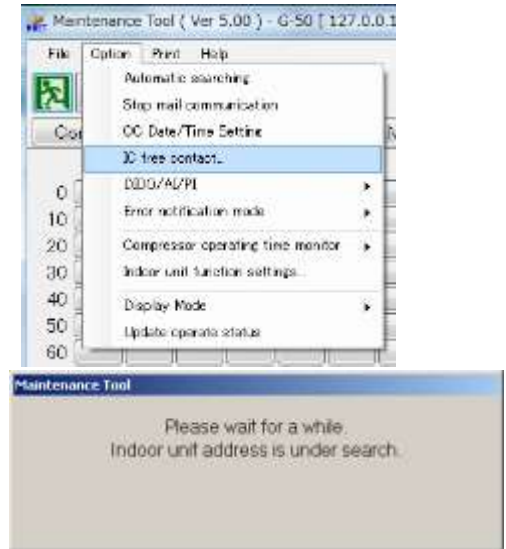 Maintenance Tool ( Ver 5.00 ) - G-50 [ 127.0.0.1
File Option Print Help
Automatic searching
Stop mail communication
OC Date/Time Setting
Co
IC free contact...
0
DIDO/AI/PI
10
Error notification mode
20
Compressor operating time monitor
30
Indoor unit function settings...
40
Display Mode
50
Update operate status
60
Maintenance Tool
Please wait for a while.
Indoor unit address is under search.